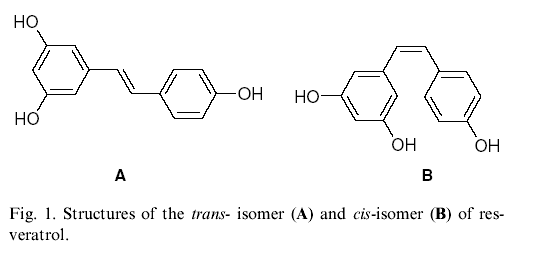 HO
HO
OH
HO
OH
OH
A
B
Fig. 1. Structures of the trans- isomer (A) and cis-isomer (B) of res-
veratrol.